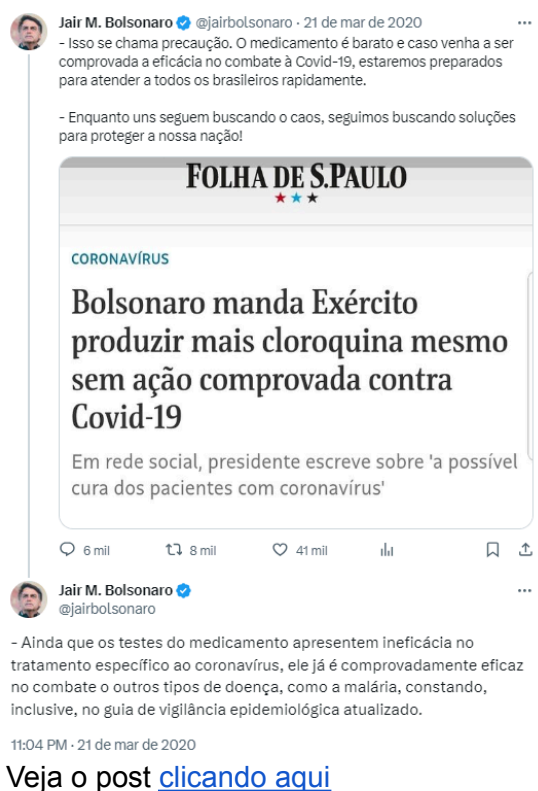 Jair M. Bolsonaro @jairbolsonaro · 21 de mar de 2020
- Isso se chama precaução. O medicamento é barato e caso venha a ser
comprovada a eficácia no combate à Covid-19, estaremos preparados
para atender a todos os brasileiros rapidamente.
- Enquanto uns seguem buscando o caos, seguimos buscando soluções
para proteger a nossa nação!
FOLHA DE S.PAULO
CORONAVÍRUS
Bolsonaro manda Exército
produzir mais cloroquina mesmo
sem ação comprovada contra
Covid-19
Em rede social, presidente escreve sobre 'a possível
cura dos pacientes com coronavírus'
6 mil 8 mil 41 mil
Jair M. Bolsonaro
@jairbolsonaro
- Ainda que os testes do medicamento apresentem ineficácia no
tratamento específico ao coronavírus, ele já é comprovadamente eficaz
no combate o outros tipos de doença, como a malária, constando,
inclusive, no guia de vigilância epidemiológica atualizado.
11:04 PM · 21 de mar de 2020
Veja o post clicando aqui